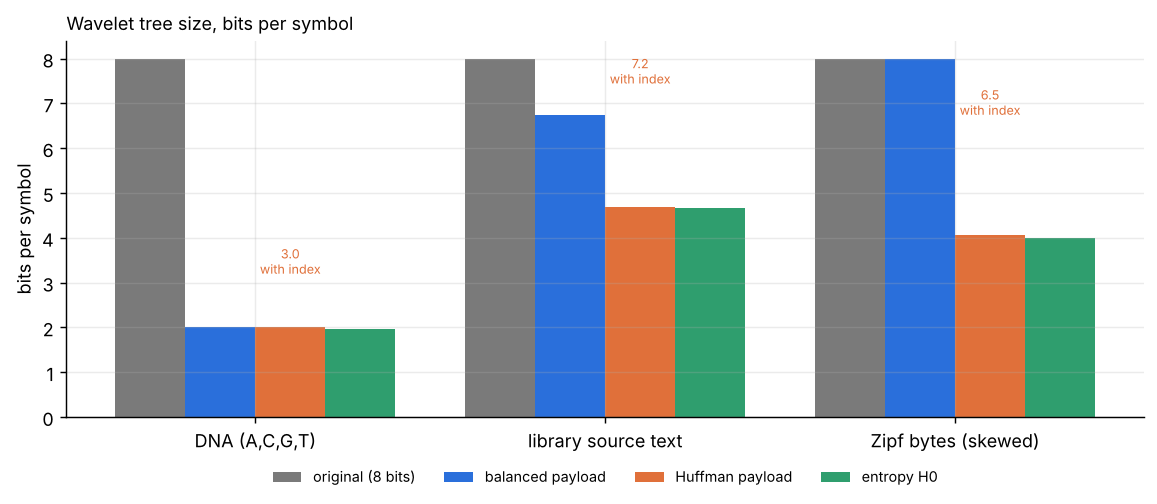 Wavelet tree size, bits per symbol
bits per symbol
8
7
6
5
4
3
2
1
0
3.0
with index
7.2
with index
6.5
with index
DNA (A,C,G,T)
library source text
Zipf bytes (skewed)
original (8 bits)
balanced payload
Huffman payload
entropy H0